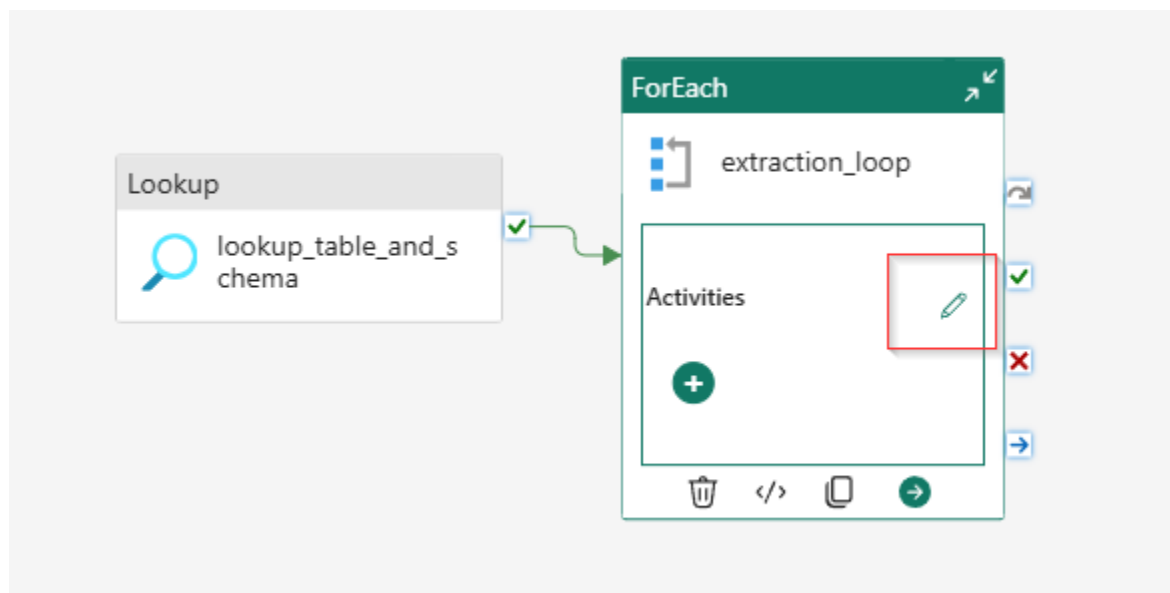 Lookup
lookup_table_and_s
chema
ForEach
extraction_loop
Activities